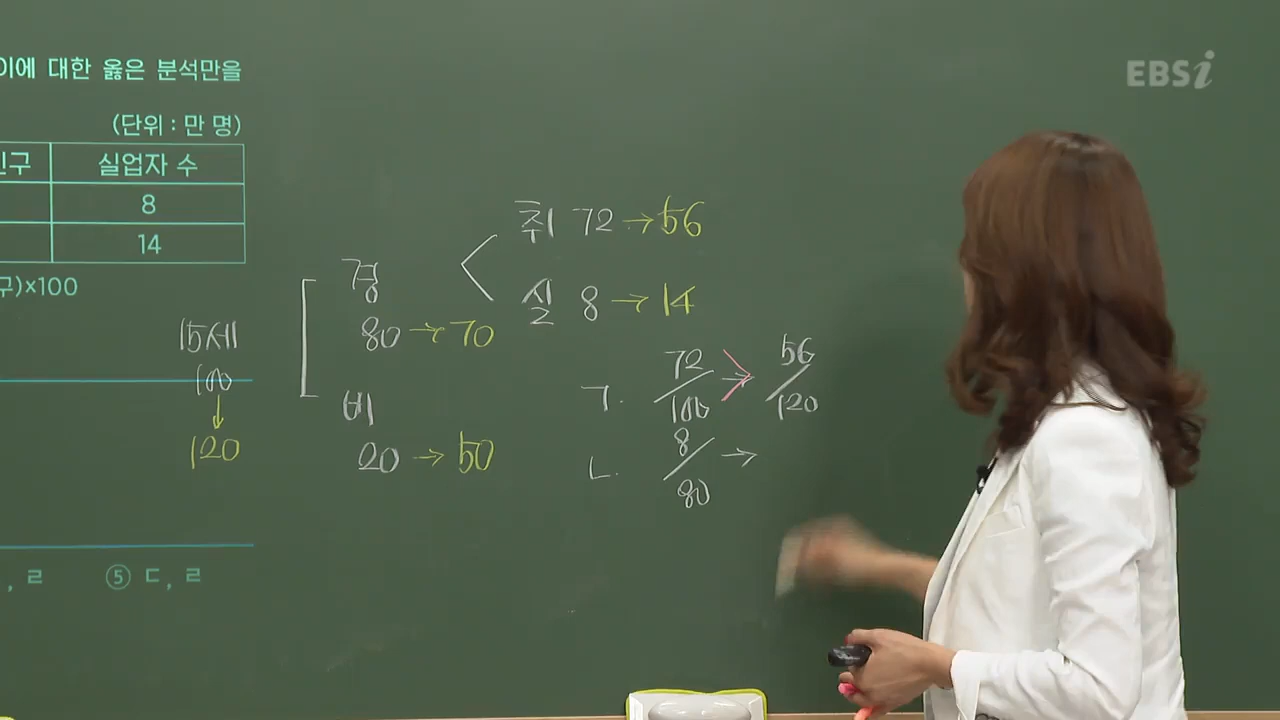 이에 대한 옳은 분석만을
EBSi
(단위 : 만 명)
인구 실업자 수
8
14
구)×100
취 72 → 56
경
실 8 → 14
80 → 70
15세
100
↓
120
비
20 → 50
ㄱ. 72/100 → 56/120
ㄴ. 8/80 →
, ㄹ ⑤ ㄷ, ㄹ